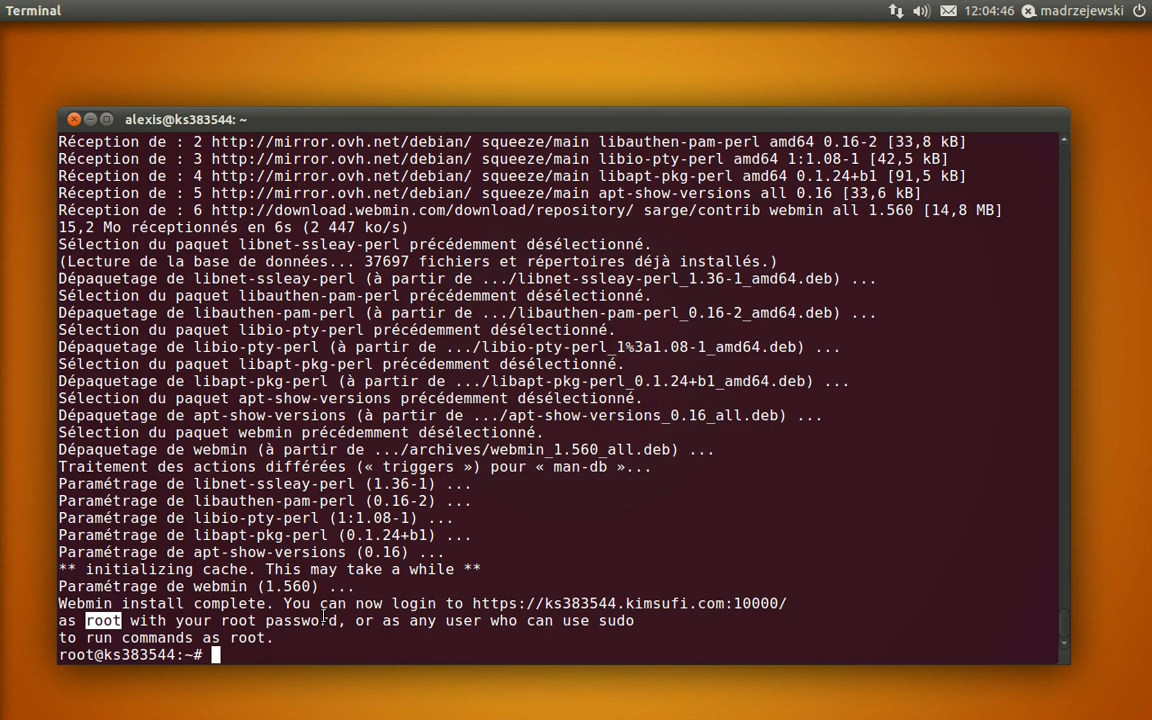 Terminal
12:04:46 madrzejewski
alexis@ks383544: ~
Réception de : 2 http://mirror.ovh.net/debian/ squeeze/main libauthen-pam-perl amd64 0.16-2 [33,8 kB]
Réception de : 3 http://mirror.ovh.net/debian/ squeeze/main libio-pty-perl amd64 1:1.08-1 [42,5 kB]
Réception de : 4 http://mirror.ovh.net/debian/ squeeze/main libapt-pkg-perl amd64 0.1.24+b1 [91,5 kB]
Réception de : 5 http://mirror.ovh.net/debian/ squeeze/main apt-show-versions all 0.16 [33,6 kB]
Réception de : 6 http://download.webmin.com/download/repository/ sarge/contrib webmin all 1.560 [14,8 MB]
15,2 Mo réceptionnés en 6s (2 447 ko/s)
Sélection du paquet libnet-ssleay-perl précédemment désélectionné.
(Lecture de la base de données... 37697 fichiers et répertoires déjà installés.)
Dépaquetage de libnet-ssleay-perl (à partir de .../libnet-ssleay-perl_1.36-1_amd64.deb) ...
Sélection du paquet libauthen-pam-perl précédemment désélectionné.
Dépaquetage de libauthen-pam-perl (à partir de .../libauthen-pam-perl_0.16-2_amd64.deb) ...
Sélection du paquet libio-pty-perl précédemment désélectionné.
Dépaquetage de libio-pty-perl (à partir de .../libio-pty-perl_1%3a1.08-1_amd64.deb) ...
Sélection du paquet libapt-pkg-perl précédemment désélectionné.
Dépaquetage de libapt-pkg-perl (à partir de .../libapt-pkg-perl_0.1.24+b1_amd64.deb) ...
Sélection du paquet apt-show-versions précédemment désélectionné.
Dépaquetage de apt-show-versions (à partir de .../apt-show-versions_0.16_all.deb) ...
Sélection du paquet webmin précédemment désélectionné.
Dépaquetage de webmin (à partir de .../archives/webmin_1.560_all.deb) ...
Traitement des actions différées (« triggers ») pour « man-db »...
Paramétrage de libnet-ssleay-perl (1.36-1) ...
Paramétrage de libauthen-pam-perl (0.16-2) ...
Paramétrage de libio-pty-perl (1:1.08-1) ...
Paramétrage de libapt-pkg-perl (0.1.24+b1) ...
Paramétrage de apt-show-versions (0.16) ...
** initializing cache. This may take a while **
Paramétrage de webmin (1.560) ...
Webmin install complete. You can now login to https://ks383544.kimsufi.com:10000/
as root with your root password, or as any user who can use sudo
to run commands as root.
root@ks383544:~#